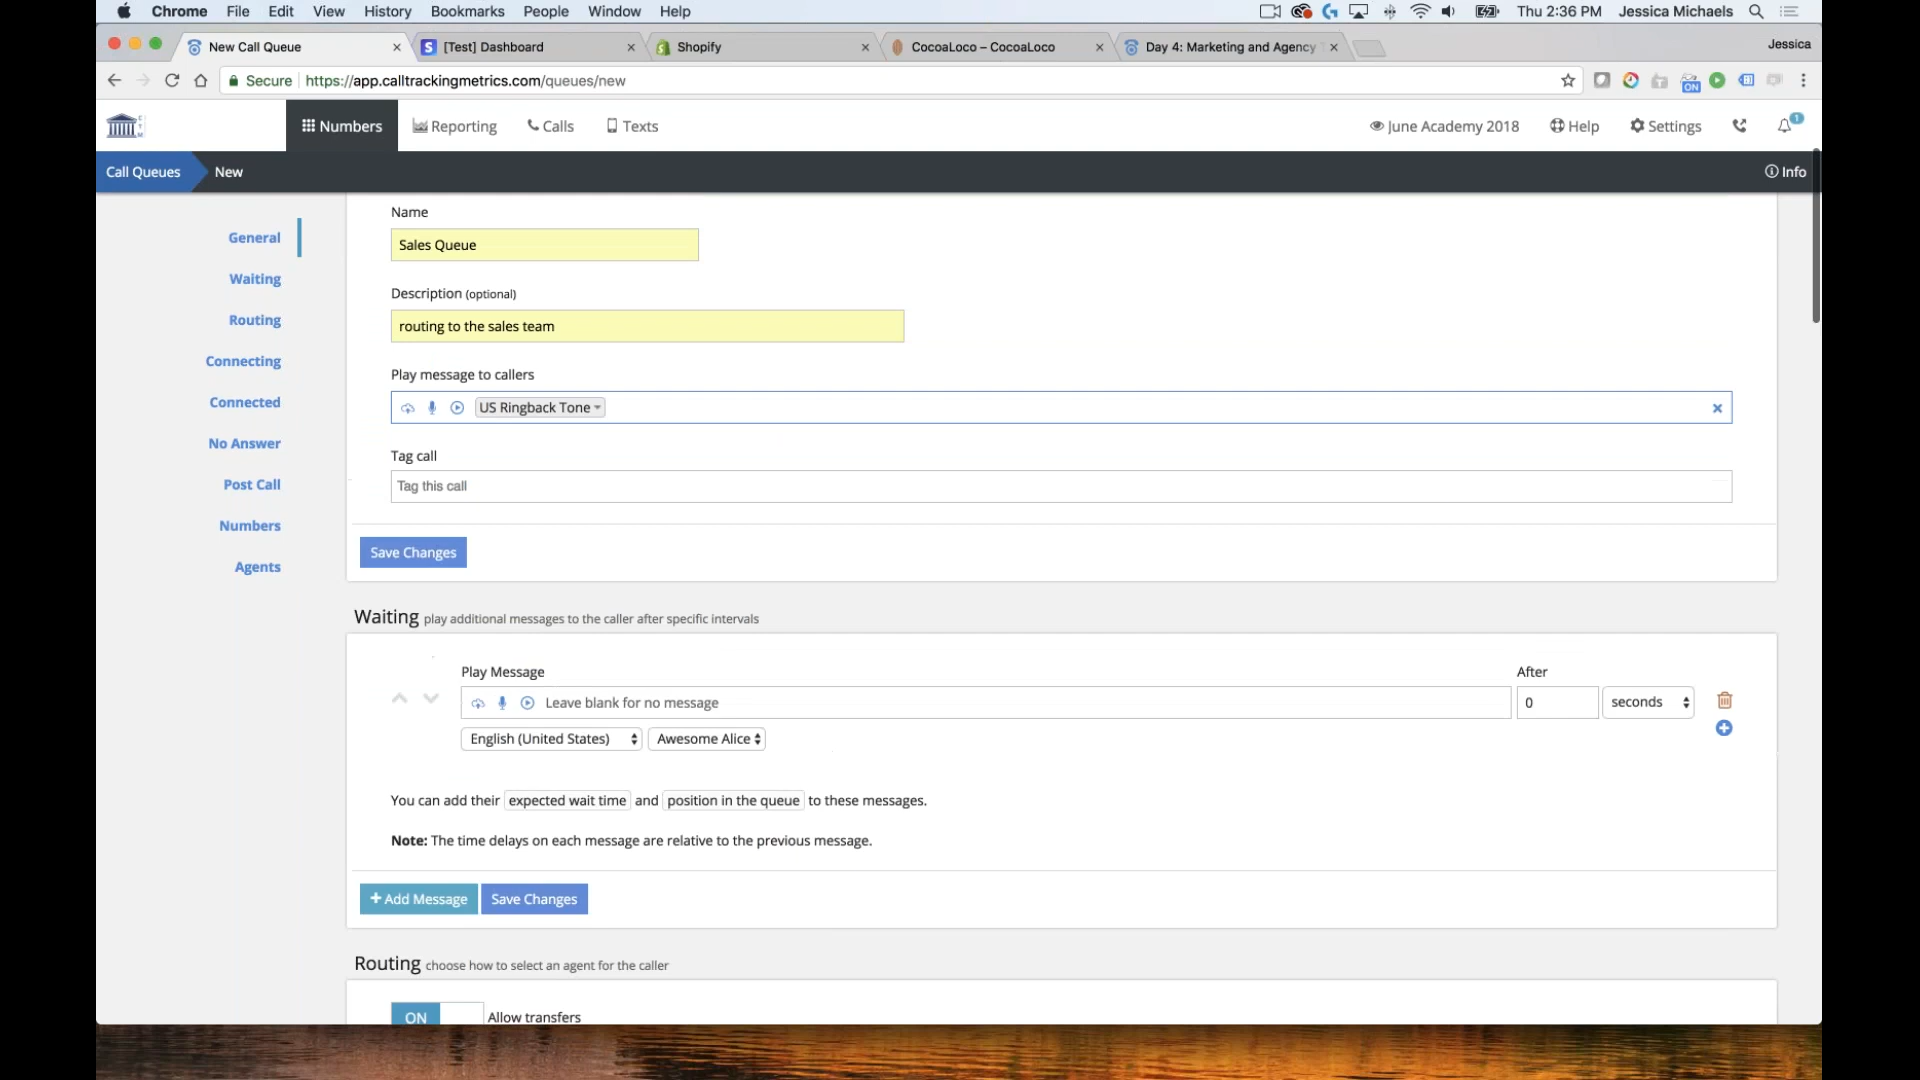 Chrome File Edit View History Bookmarks People Window Help Thu 2:36 PM Jessica Michaels
New Call Queue [Test] Dashboard Shopify CocoaLoco – CocoaLoco Day 4: Marketing and Agency Jessica
Secure https://app.calltrackingmetrics.com/queues/new ON
Numbers Reporting Calls Texts June Academy 2018 Help Settings 1
Call Queues New Info
General
Waiting
Routing
Connecting
Connected
No Answer
Post Call
Numbers
Agents
Name
Sales Queue
Description (optional)
routing to the sales team
Play message to callers
US Ringback Tone
Tag call
Tag this call
Save Changes
Waiting play additional messages to the caller after specific intervals
Play Message After
Leave blank for no message 0 seconds
English (United States) Awesome Alice
You can add their expected wait time and position in the queue to these messages.
Note: The time delays on each message are relative to the previous message.
+ Add Message Save Changes
Routing choose how to select an agent for the caller
ON Allow transfers